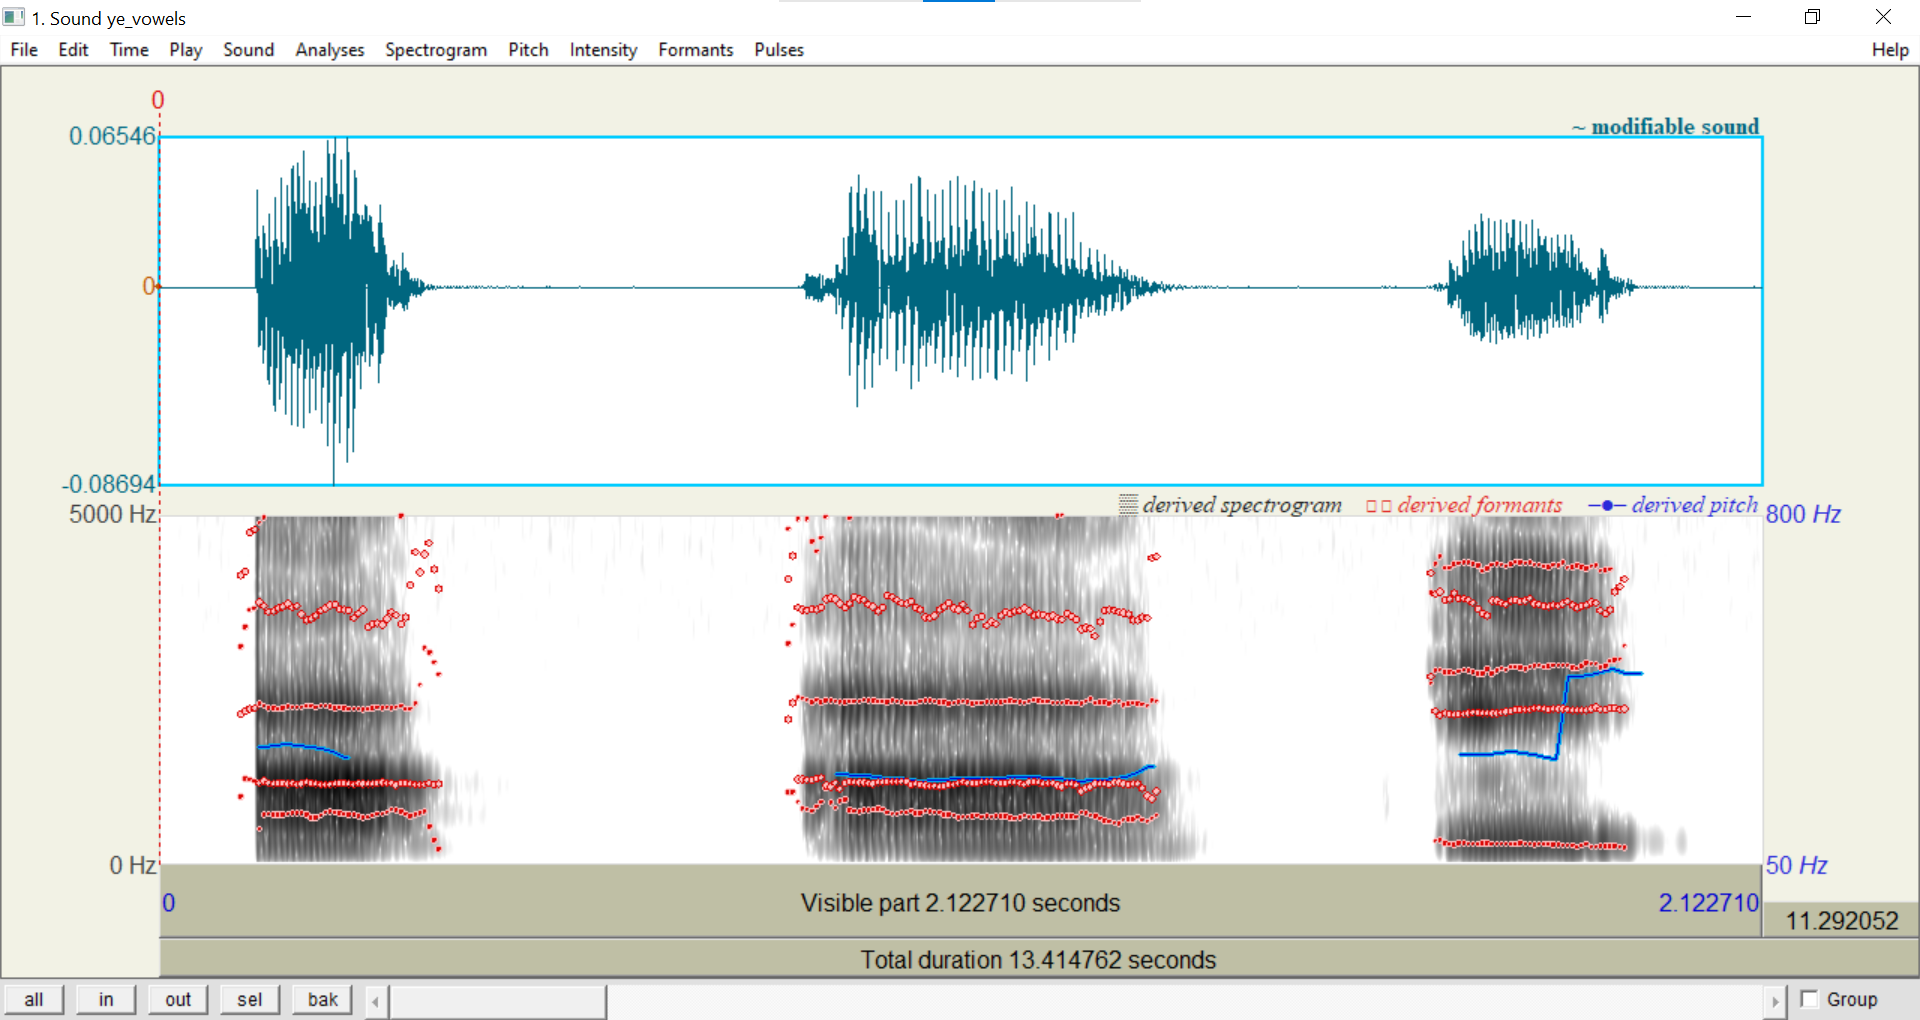 1. Sound ye_vowels
File Edit Time Play Sound Analyses Spectrogram Pitch Intensity Formants Pulses Help
0
0.06546
~ modifiable sound
0
-0.08694
derived spectrogram derived formants derived pitch
5000 Hz 800 Hz
0 Hz 50 Hz
0 Visible part 2.122710 seconds 2.122710
11.292052
Total duration 13.414762 seconds
all in out sel bak Group